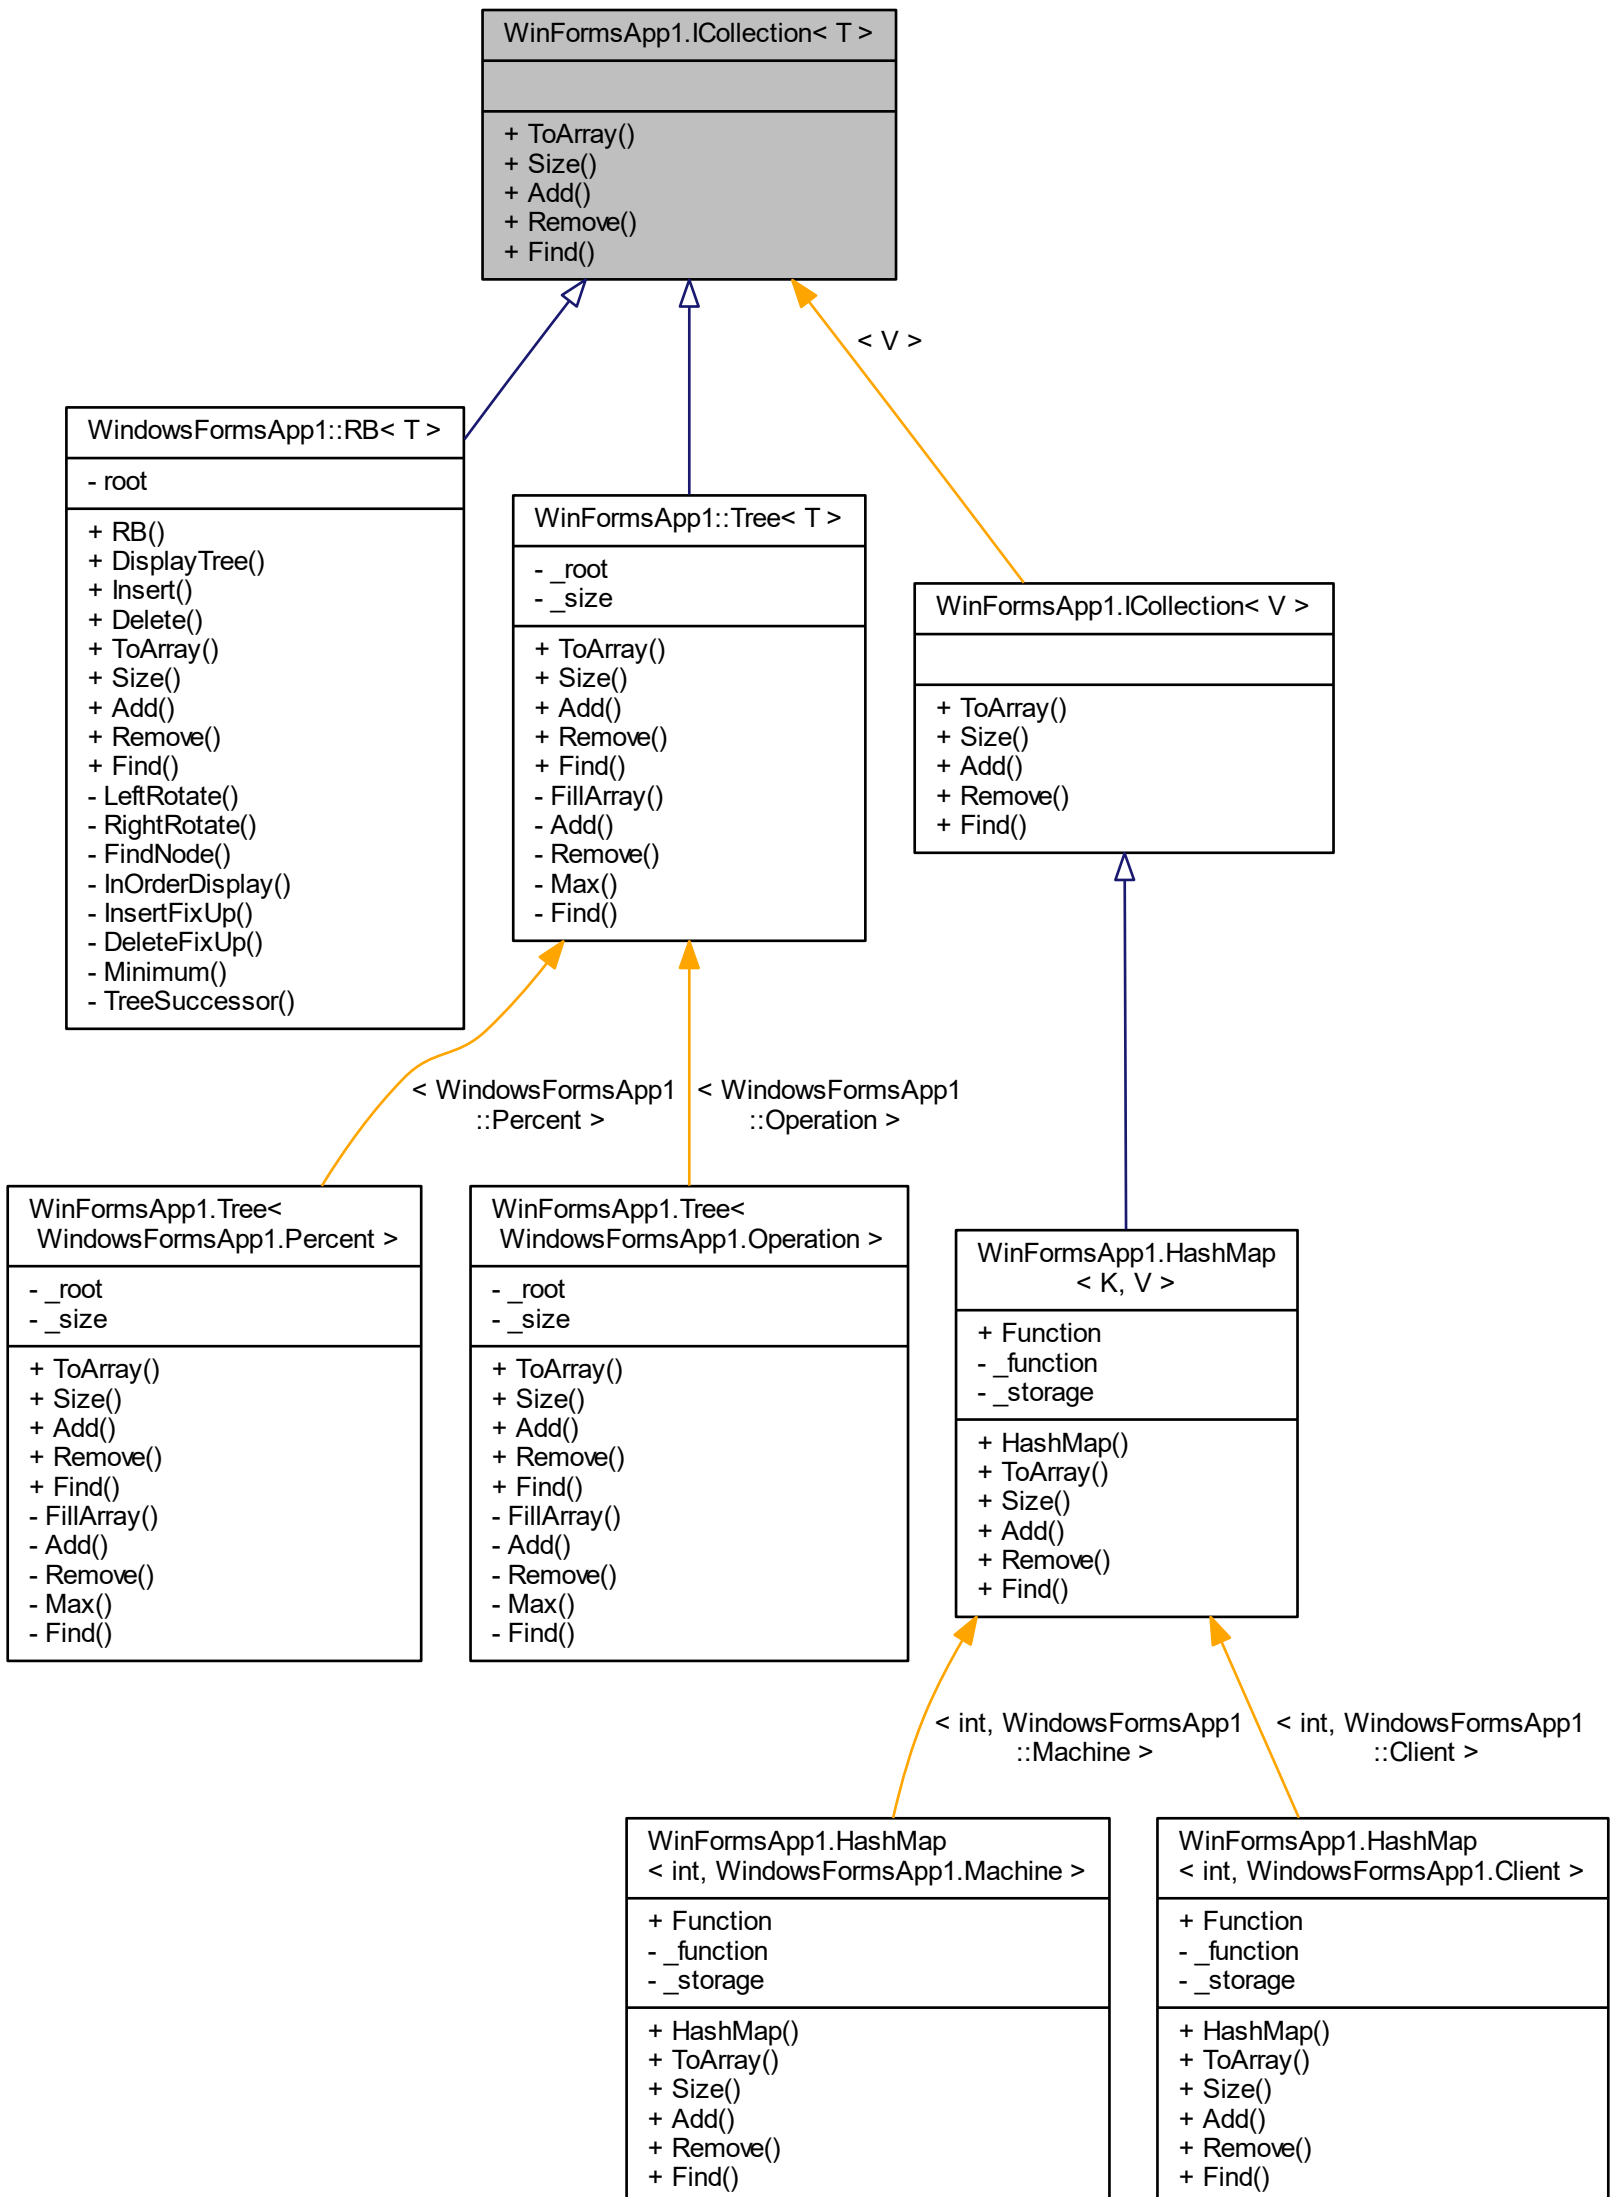 WinFormsApp1.ICollection< T >
+ ToArray()
+ Size()
+ Add()
+ Remove()
+ Find()
< V >
WindowsFormsApp1::RB< T >
- root
+ RB()
+ DisplayTree()
+ Insert()
+ Delete()
+ ToArray()
+ Size()
+ Add()
+ Remove()
+ Find()
- LeftRotate()
- RightRotate()
- FindNode()
- InOrderDisplay()
- InsertFixUp()
- DeleteFixUp()
- Minimum()
- TreeSuccessor()
WinFormsApp1::Tree< T >
- _root
- _size
+ ToArray()
+ Size()
+ Add()
+ Remove()
+ Find()
- FillArray()
- Add()
- Remove()
- Max()
- Find()
WinFormsApp1.ICollection< V >
+ ToArray()
+ Size()
+ Add()
+ Remove()
+ Find()
< WindowsFormsApp1
::Percent >
< WindowsFormsApp1
::Operation >
WinFormsApp1.Tree<
WindowsFormsApp1.Percent >
- _root
- _size
+ ToArray()
+ Size()
+ Add()
+ Remove()
+ Find()
- FillArray()
- Add()
- Remove()
- Max()
- Find()
WinFormsApp1.Tree<
WindowsFormsApp1.Operation >
- _root
- _size
+ ToArray()
+ Size()
+ Add()
+ Remove()
+ Find()
- FillArray()
- Add()
- Remove()
- Max()
- Find()
WinFormsApp1.HashMap
< K, V >
+ Function
- _function
- _storage
+ HashMap()
+ ToArray()
+ Size()
+ Add()
+ Remove()
+ Find()
< int, WindowsFormsApp1
::Machine >
< int, WindowsFormsApp1
::Client >
WinFormsApp1.HashMap
< int, WindowsFormsApp1.Machine >
+ Function
- _function
- _storage
+ HashMap()
+ ToArray()
+ Size()
+ Add()
+ Remove()
+ Find()
WinFormsApp1.HashMap
< int, WindowsFormsApp1.Client >
+ Function
- _function
- _storage
+ HashMap()
+ ToArray()
+ Size()
+ Add()
+ Remove()
+ Find()